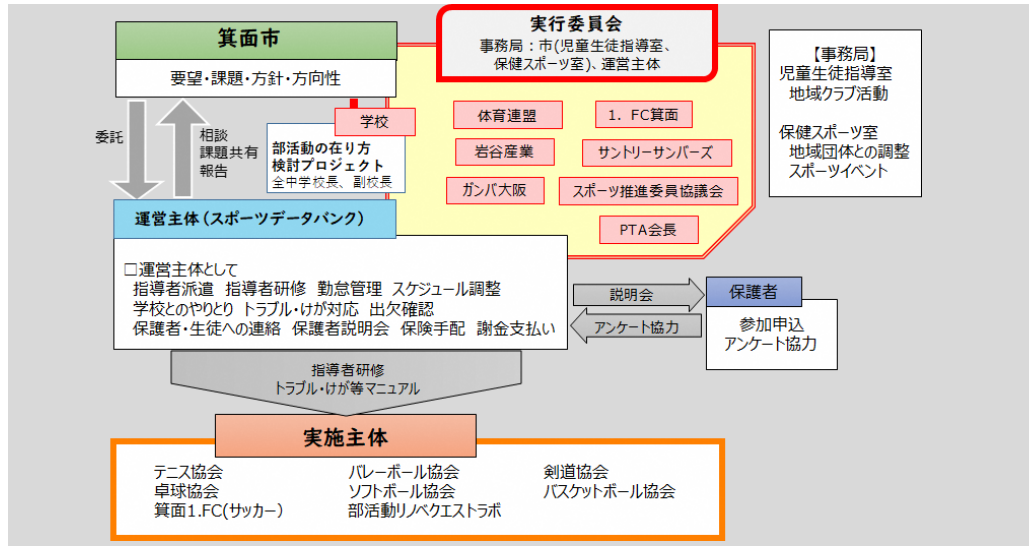 箕面市
要望・課題・方針・方向性
実行委員会
事務局：市(児童生徒指導室、
保健スポーツ室)、運営主体
【事務局】
児童生徒指導室
地域クラブ活動
保健スポーツ室
地域団体との調整
スポーツイベント
委託
相談
課題共有
報告
学校
部活動の在り方
検討プロジェクト
全中学校長、副校長
体育連盟
1．FC箕面
岩谷産業
サントリーサンバーズ
ガンバ大阪
スポーツ推進委員協議会
PTA会長
運営主体（スポーツデータバンク）
□運営主体として
指導者派遣 指導者研修 勤怠管理 スケジュール調整
学校とのやりとり トラブル・けが対応 出欠確認
保護者・生徒への連絡 保護者説明会 保険手配 謝金支払い
説明会
アンケート協力
保護者
参加申込
アンケート協力
指導者研修
トラブル・けが等マニュアル
実施主体
テニス協会 バレーボール協会 剣道協会
卓球協会 ソフトボール協会 バスケットボール協会
箕面1.FC(サッカー） 部活動リノベクエストラボ